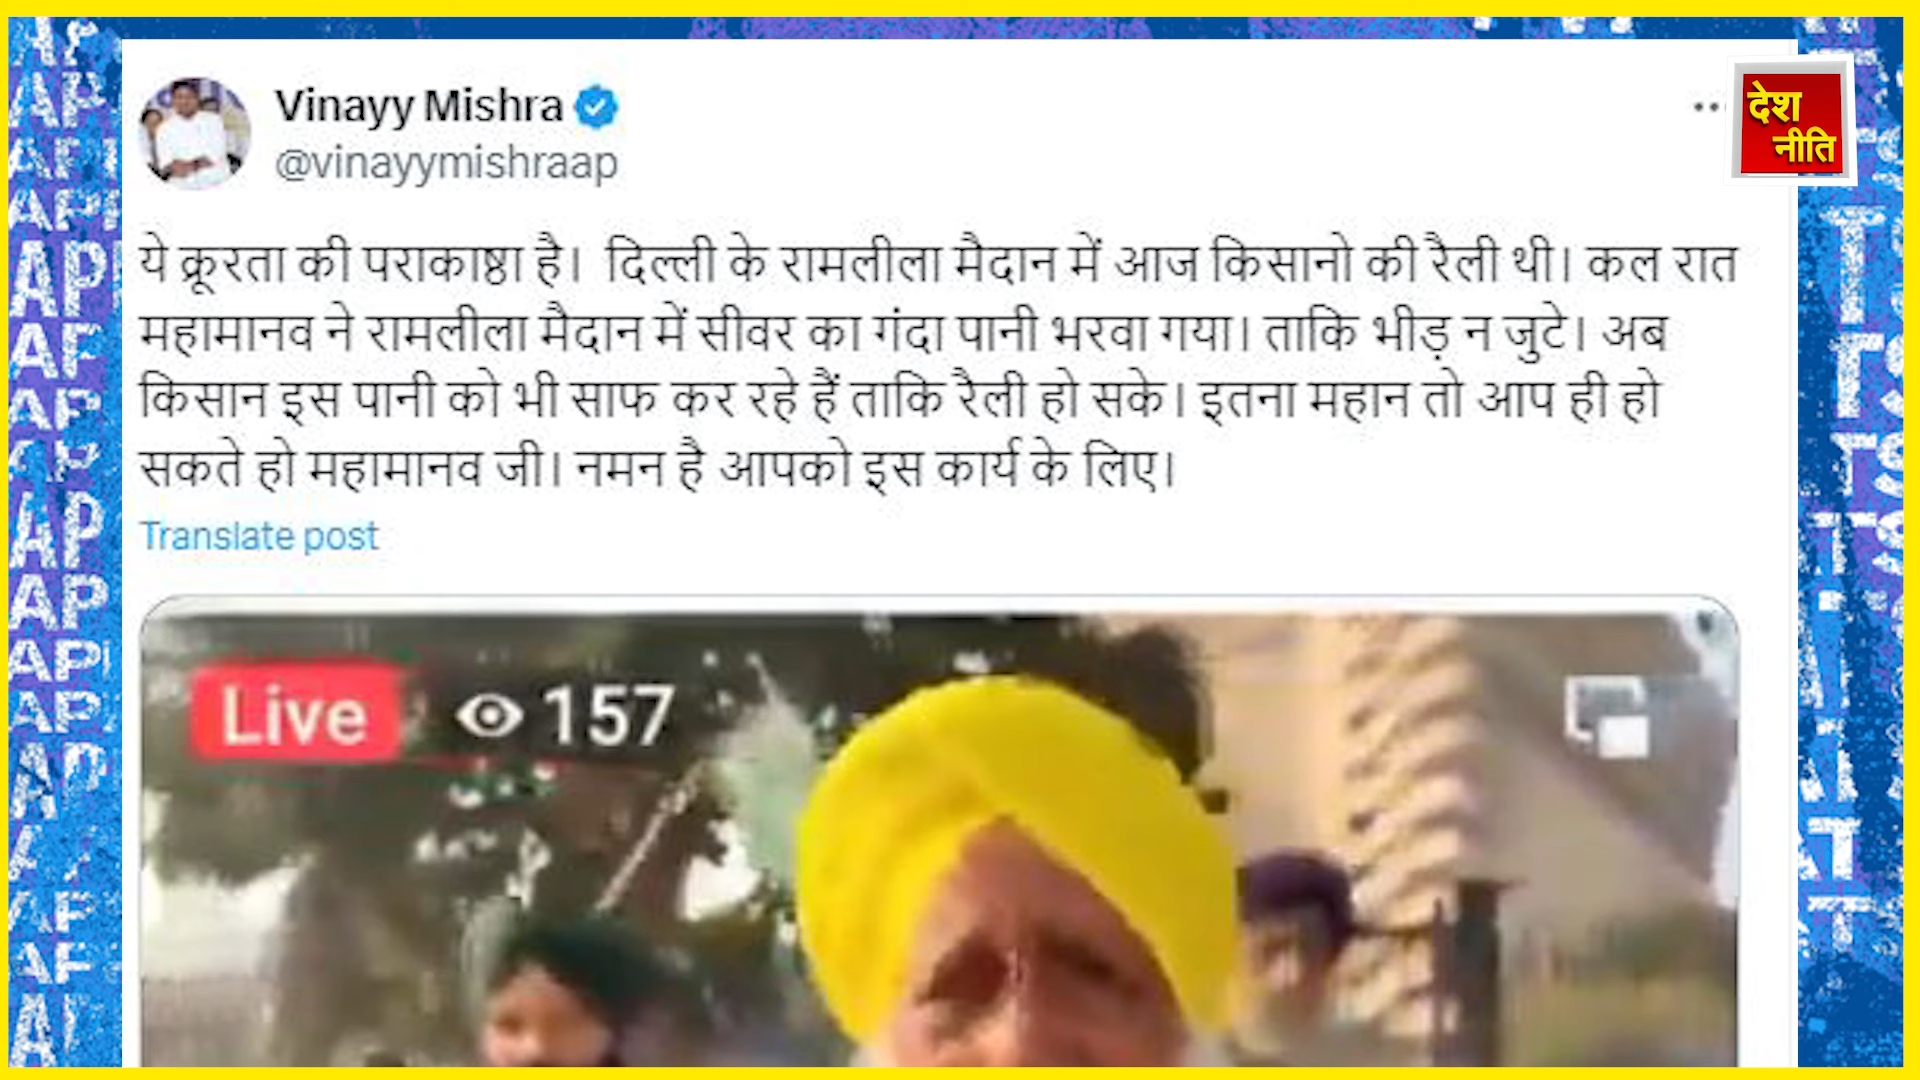 Vinayy Mishra
@vinayymishraap
देश
नीति
ये क्रूरता की पराकाष्ठा है। दिल्ली के रामलीला मैदान में आज किसानो की रैली थी। कल रात
महामानव ने रामलीला मैदान में सीवर का गंदा पानी भरवा गया। ताकि भीड़ न जुटे। अब
किसान इस पानी को भी साफ कर रहे हैं ताकि रैली हो सके। इतना महान तो आप ही हो
सकते हो महामानव जी। नमन है आपको इस कार्य के लिए।
Translate post
Live 157